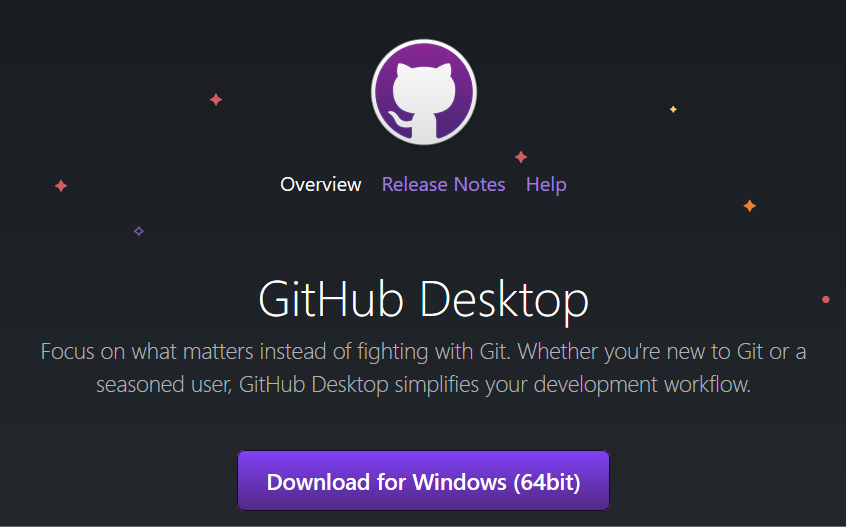 Overview Release Notes Help
GitHub Desktop
Focus on what matters instead of fighting with Git. Whether you're new to Git or a
seasoned user, GitHub Desktop simplifies your development workflow.
Download for Windows (64bit)